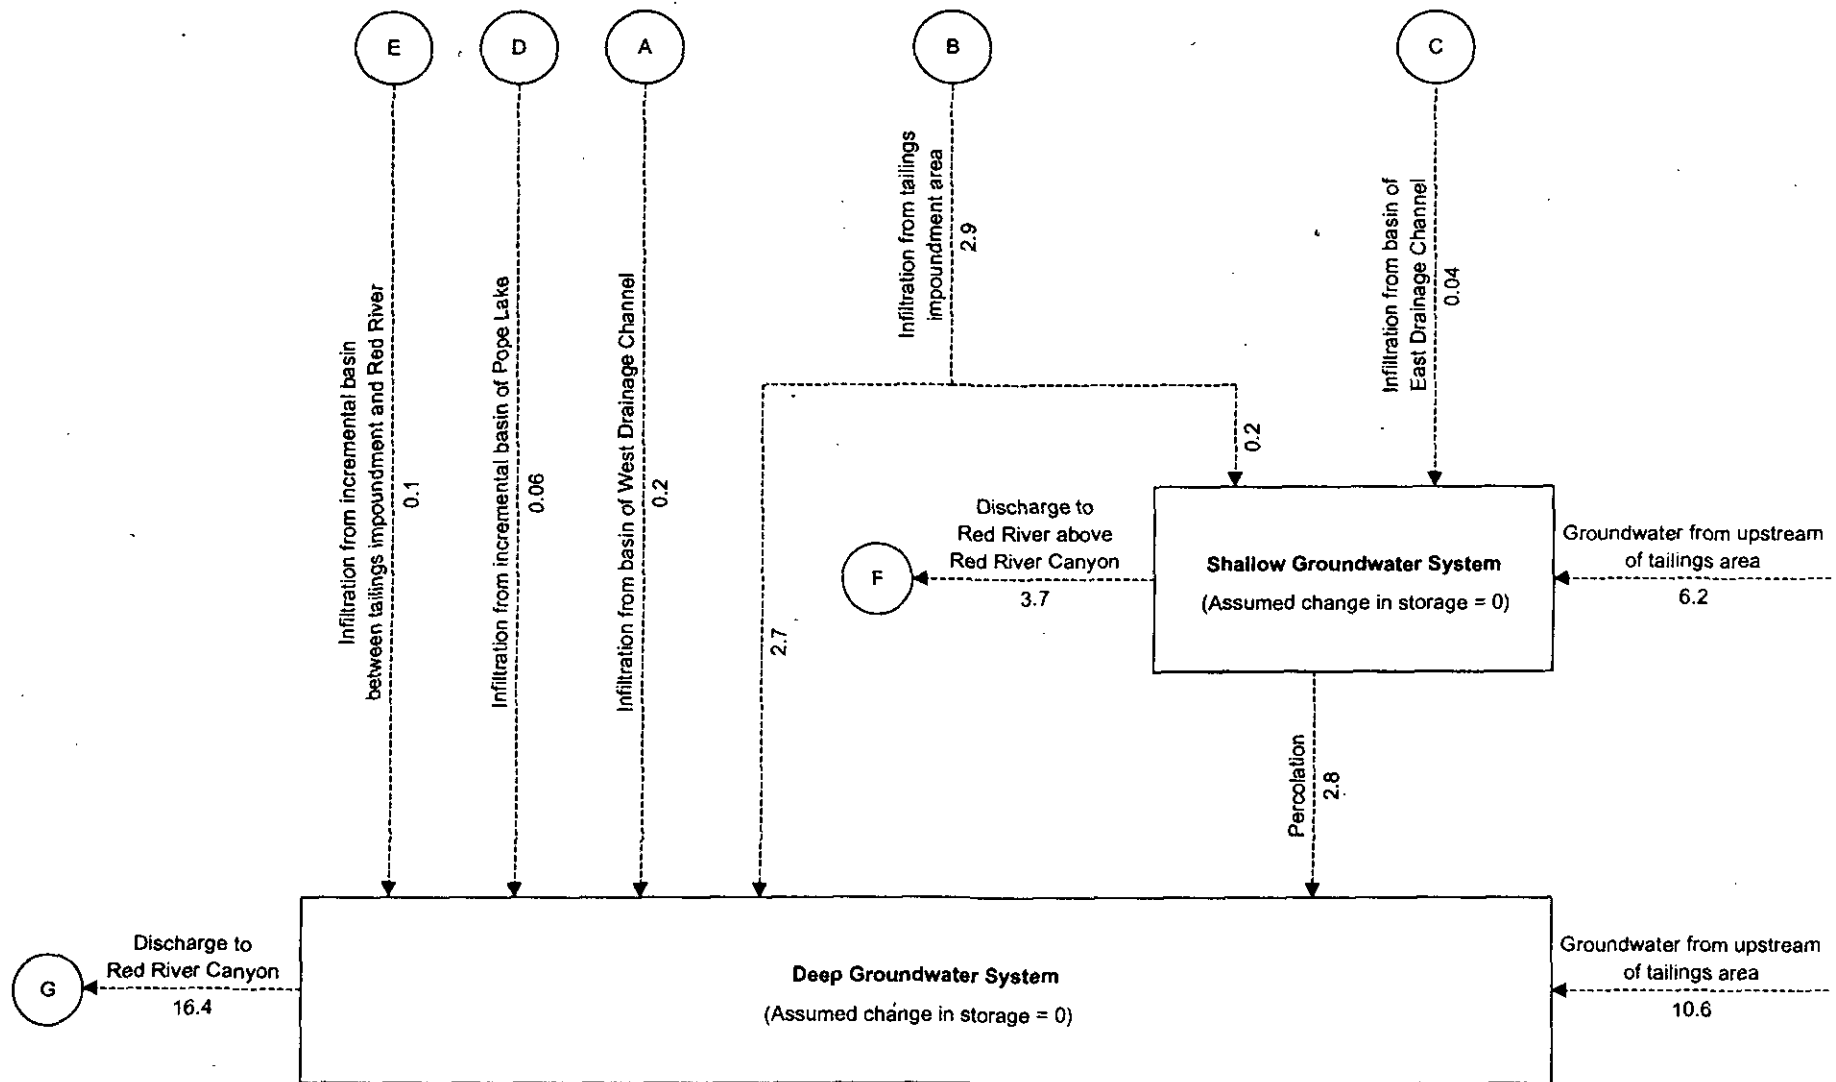 E
D
A
B
C
Infiltration from incremental basin
between tailings impoundment and Red River
0.1
Infiltration from incremental basin of Pope Lake
0.06
Infiltration from basin of West Drainage Channel
0.2
Infiltration from tailings
impoundment area
2.9
Infiltration from basin of
East Drainage Channel
0.04
2.7
0.2
Discharge to
Red River above
Red River Canyon
3.7
F
Shallow Groundwater System
(Assumed change in storage = 0)
Groundwater from upstream
of tailings area
6.2
Percolation
2.8
Discharge to
Red River Canyon
16.4
G
Deep Groundwater System
(Assumed change in storage = 0)
Groundwater from upstream
of tailings area
10.6